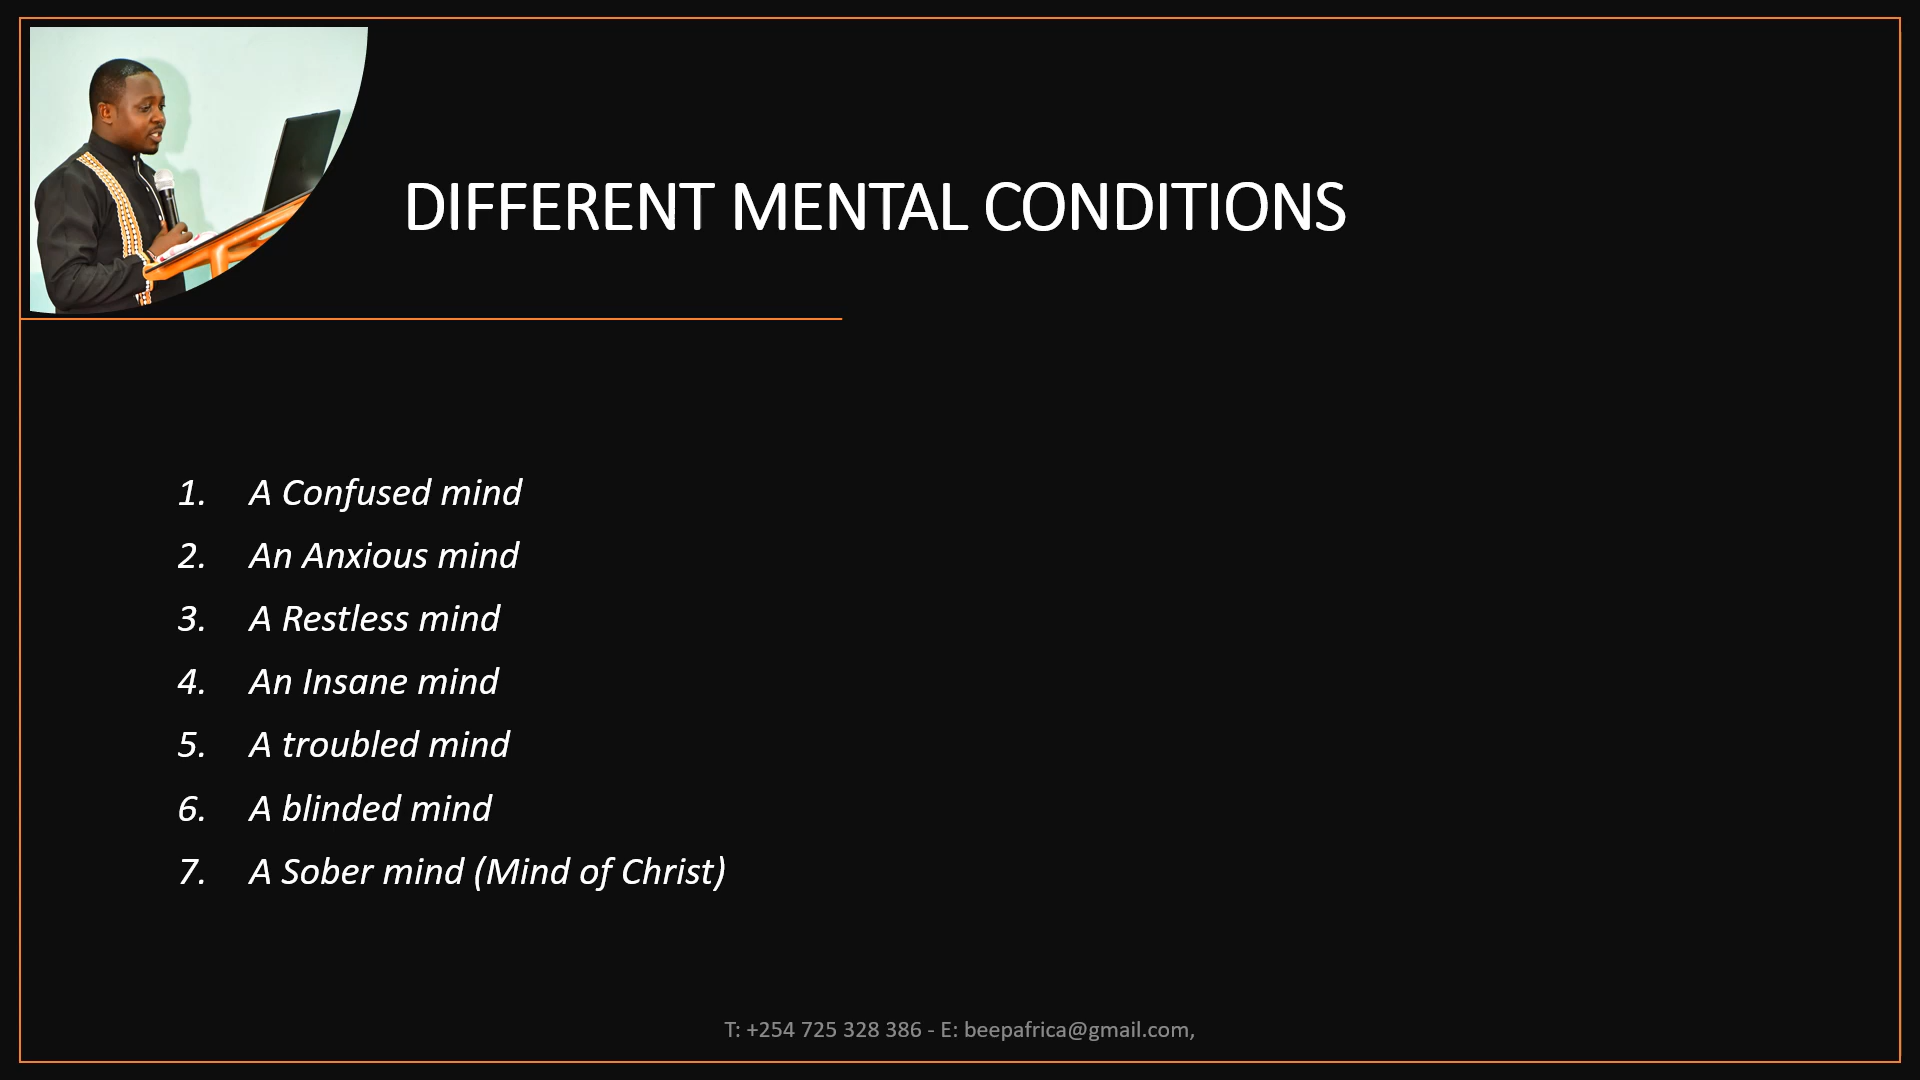 DIFFERENT MENTAL CONDITIONS
1. A Confused mind
2. An Anxious mind
3. A Restless mind
4. An Insane mind
5. A troubled mind
6. A blinded mind
7. A Sober mind (Mind of Christ)
T: +254 725 328 386 - E: beepafrica@gmail.com,